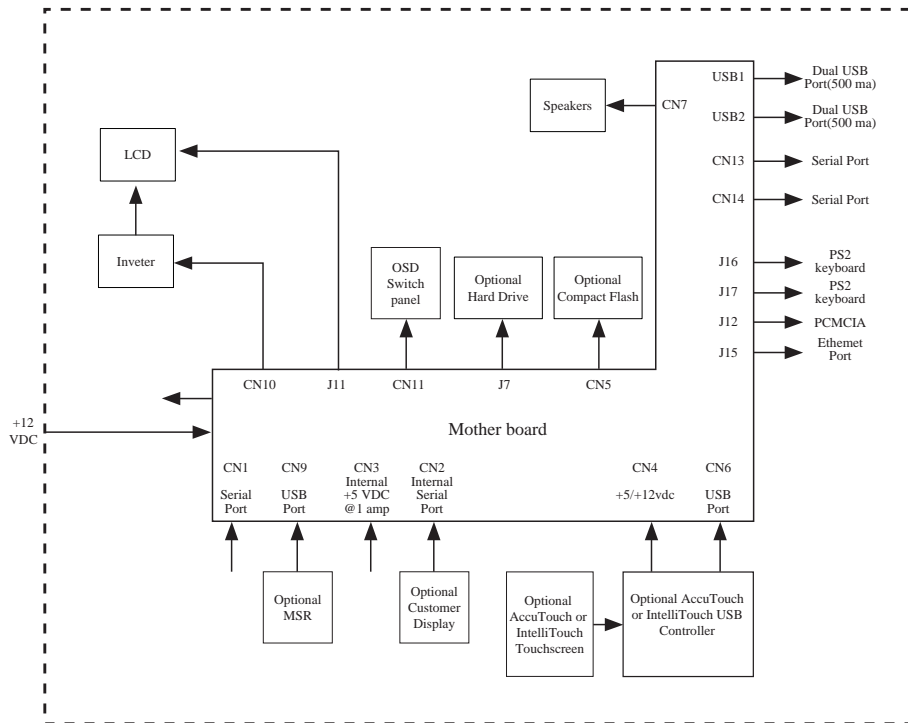 USB1
Dual USB
Port(500 ma)
Speakers
CN7
USB2
Dual USB
Port(500 ma)
LCD
CN13
Serial Port
CN14
Serial Port
Inveter
OSD
Switch
panel
Optional
Hard Drive
Optional
Compact Flash
J16
PS2
keyboard
J17
PS2
keyboard
J12
PCMCIA
J15
Ethemet
Port
CN10
J11
CN11
J7
CN5
+12
VDC
Mother board
CN1
Serial
Port
CN9
USB
Port
CN3
Internal
+5 VDC
@1 amp
CN2
Internal
Serial
Port
CN4
+5/+12vdc
CN6
USB
Port
Optional
MSR
Optional
Customer
Display
Optional
AccuTouch or
IntelliTouch
Touchscreen
Optional AccuTouch
or IntelliTouch USB
Controller